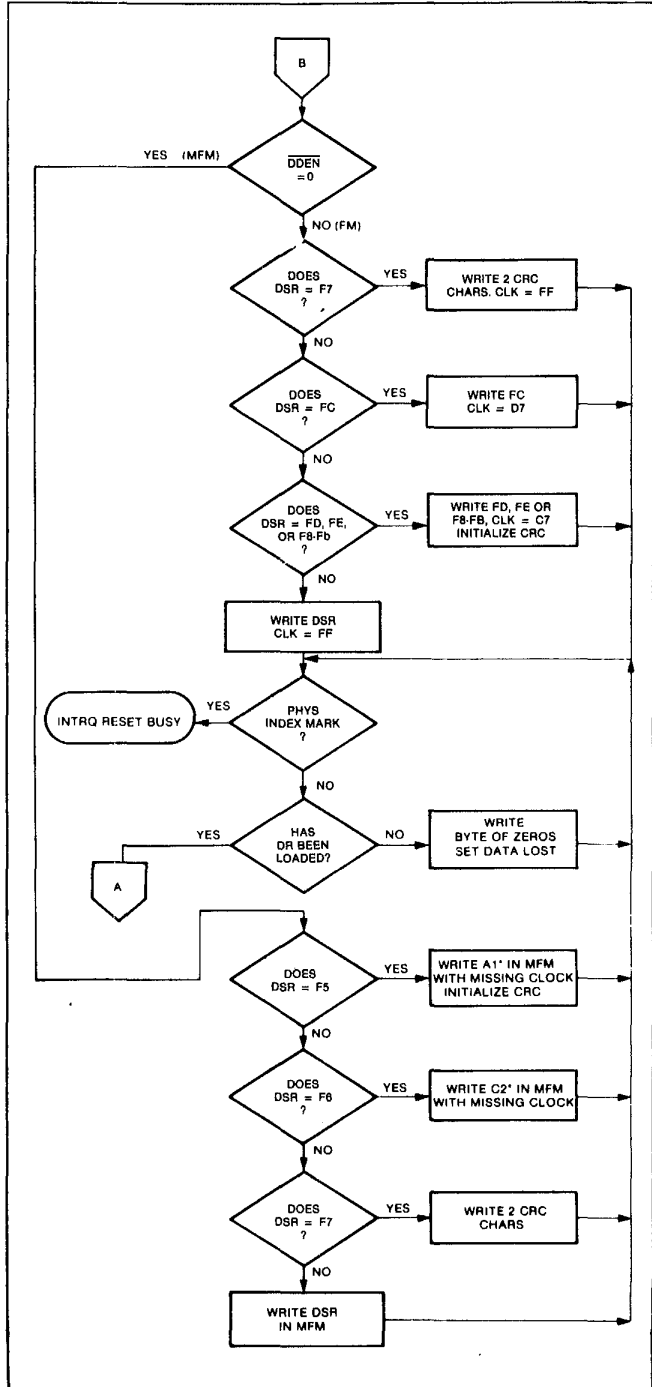 B
YES (MFM)
DDEN
=0
NO (FM)
DOES
DSR = F7
?
YES
WRITE 2 CRC
CHARS. CLK = FF
NO
DOES
DSR = FC
?
YES
WRITE FC
CLK = D7
NO
DOES
DSR = FD, FE,
OR F8-Fb
?
YES
WRITE FD, FE OR
F8-FB, CLK = C7
INITIALIZE CRC
NO
WRITE DSR
CLK = FF
INTRQ RESET BUSY
YES
PHYS
INDEX MARK
?
NO
YES
HAS
DR BEEN
LOADED?
NO
WRITE
BYTE OF ZEROS
SET DATA LOST
A
DOES
DSR = F5
YES
WRITE A1* IN MFM
WITH MISSING CLOCK
INITIALIZE CRC
NO
DOES
DSR = F6
?
YES
WRITE C2* IN MFM
WITH MISSING CLOCK
NO
DOES
DSR = F7
?
YES
WRITE 2 CRC
CHARS
NO
WRITE DSR
IN MFM